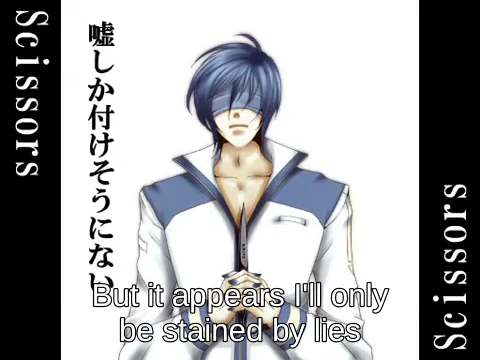 Scissors
嘘しか付けそうにない
But it appears I'll only
be stained by lies
Scissors